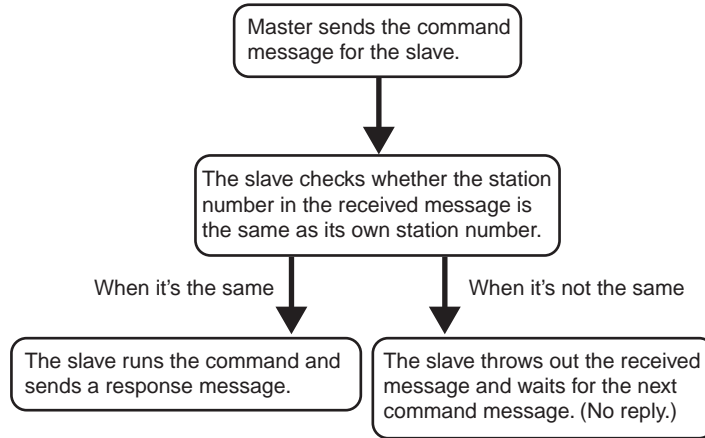 Master sends the command
message for the slave.
The slave checks whether the station
number in the received message is
the same as its own station number.
When it's the same
When it's not the same
The slave runs the command and
sends a response message.
The slave throws out the received
message and waits for the next
command message. (No reply.)